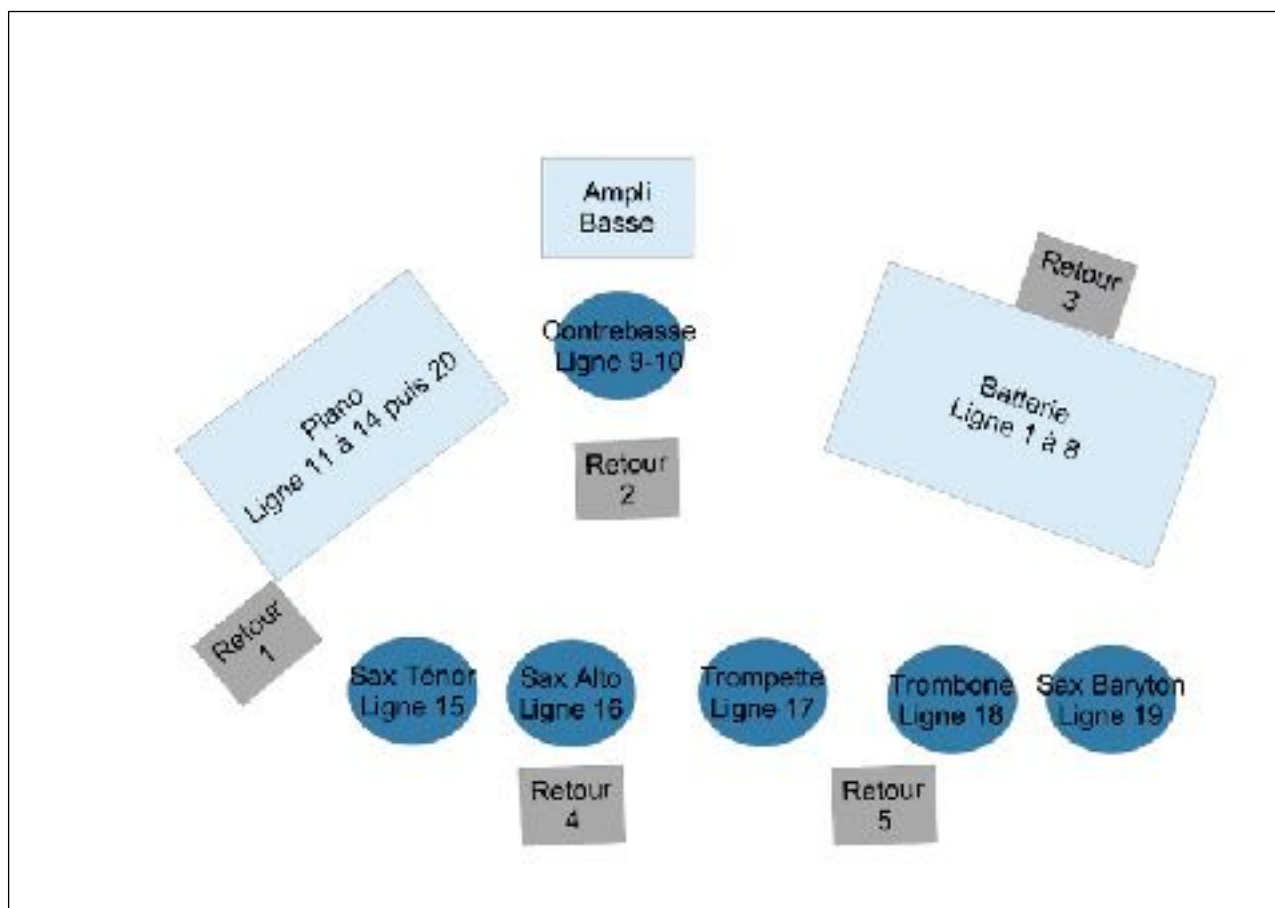 Ampli
Basse
Retour
3
Contrebasse
Ligne 9-10
Piano
Ligne 11 à 14 puis 20
Batterie
Ligne 1 à 8
Retour
2
Retour
1
Sax Ténor
Ligne 15
Sax Alto
Ligne 16
Trompette
Ligne 17
Trombone
Ligne 18
Sax Baryton
Ligne 19
Retour
4
Retour
5